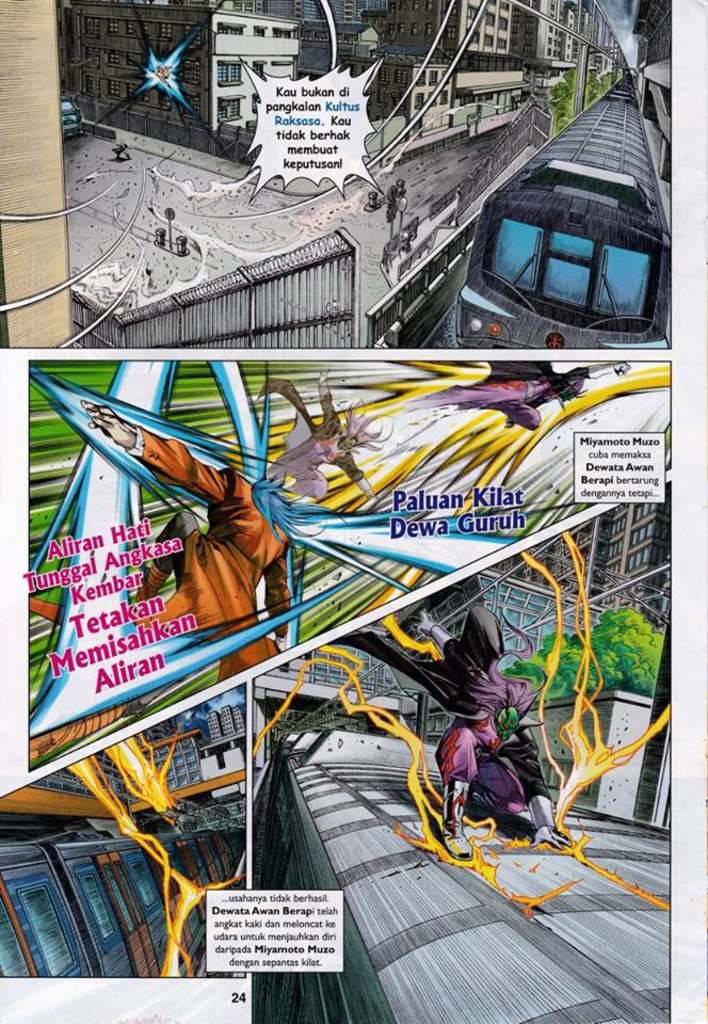 Kau bukan di
pangkalan Kultus
Raksasa. Kau
tidak berhak
membuat
keputusan!
Miyamoto Muzo
cuba memaksa
Dewata Awan
Berapi bertarung
dengannya tetapi...
Paluan Kilat
Dewa Guruh
Aliran Hati
Tunggal Angkasa
Kembar
Tetakan
Memisahkan
Aliran
...usahanya tidak berhasil.
Dewata Awan Berapi telah
angkat kaki dan meloncat ke
udara untuk menjauhkan diri
daripada Miyamoto Muzo
dengan sepantas kilat.
24